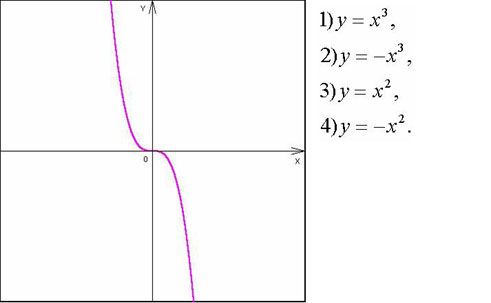 Y
1) y = x³,
2) y = −x³,
3) y = x²,
4) y = −x².
0
X